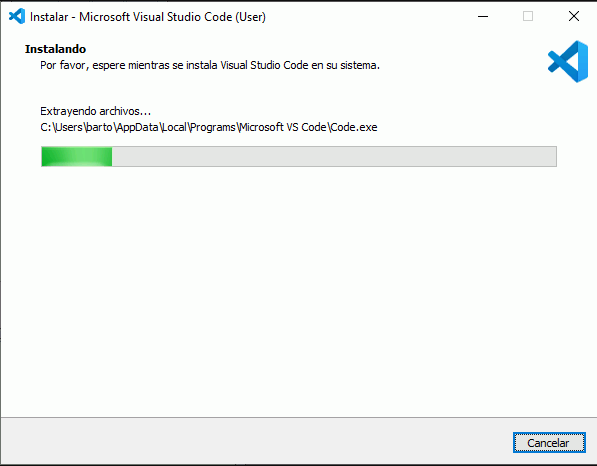 Instalar - Microsoft Visual Studio Code (User)
Instalando
Por favor, espere mientras se instala Visual Studio Code en su sistema.
Extrayendo archivos...
C:\Users\barto\AppData\Local\Programs\Microsoft VS Code\Code.exe
Cancelar